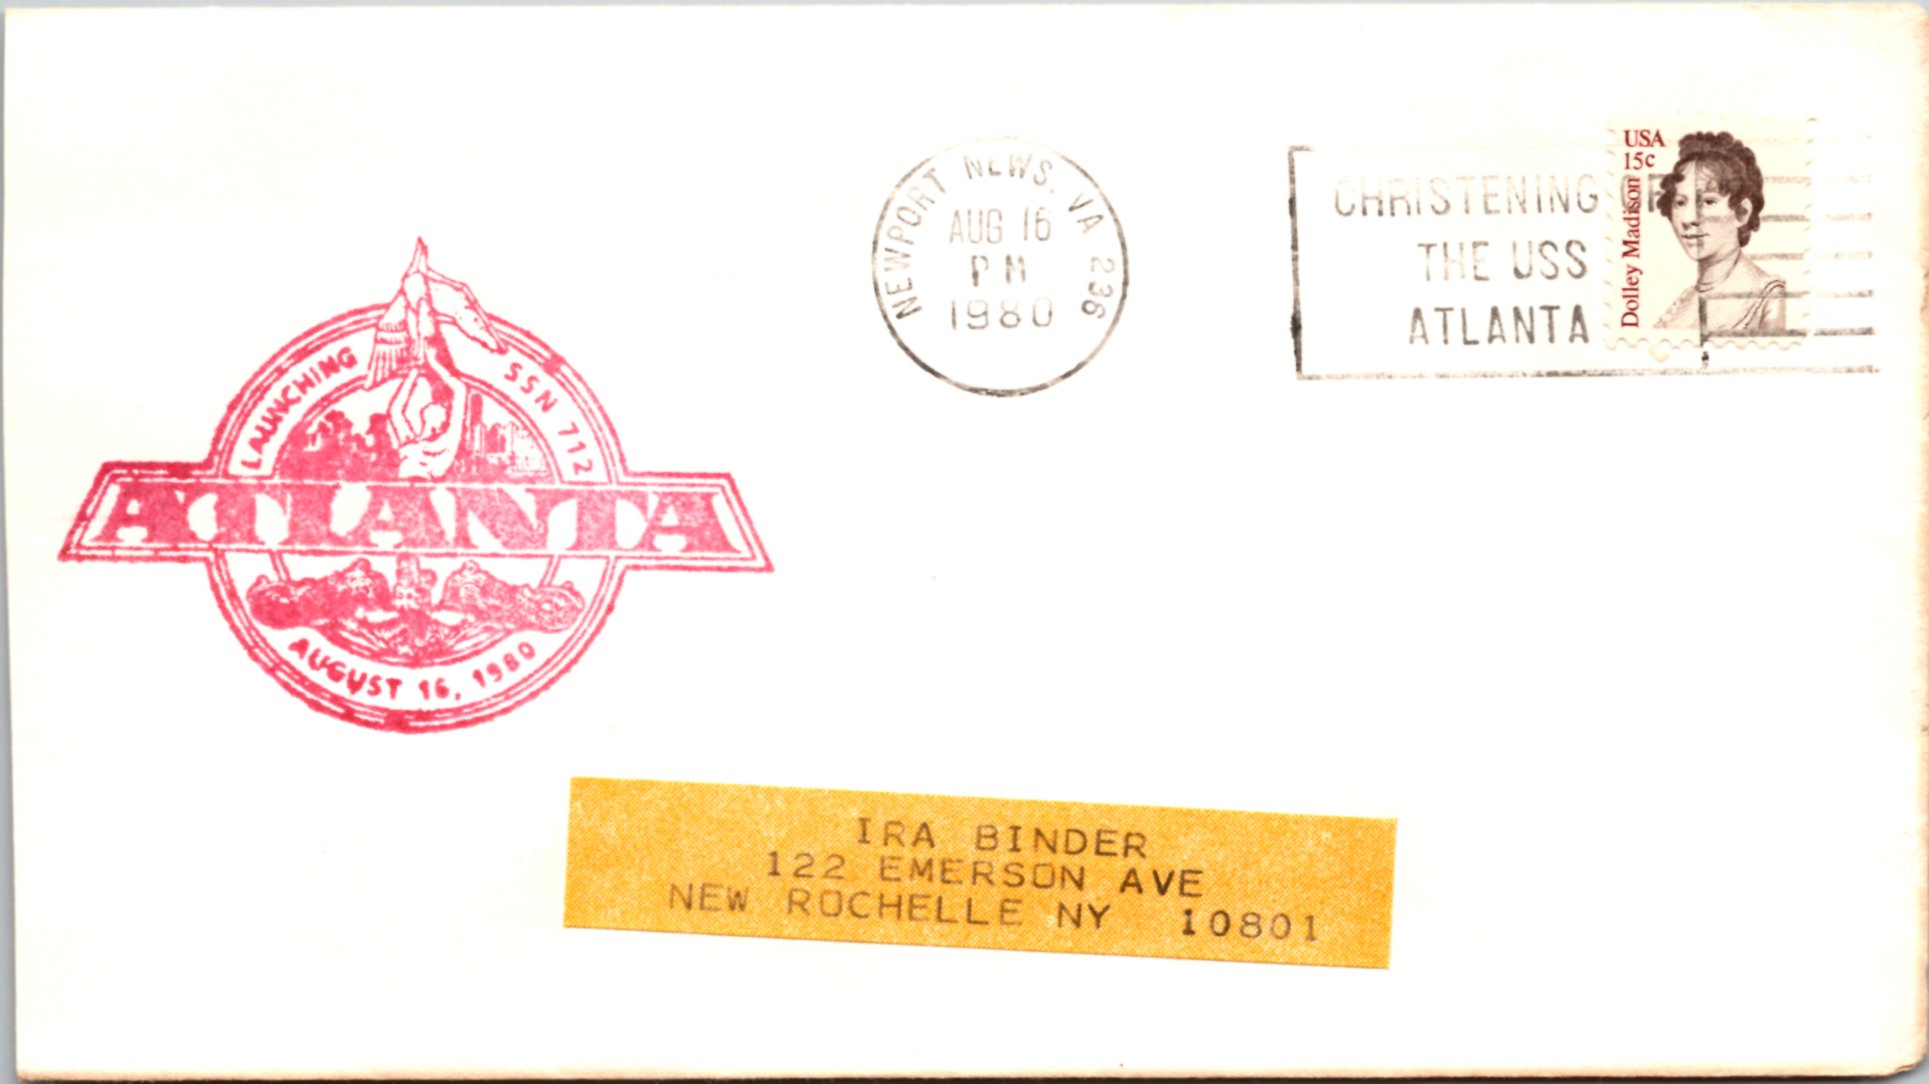 NEWPORT NEWS, VA 236
AUG 16
PM
1980
CHRISTENING OF
THE USS
ATLANTA
USA
15c
Dolley Madison
LAUNCHING
SSN 712
ATLANTA
AUGUST 16, 1980
IRA BINDER
122 EMERSON AVE
NEW ROCHELLE NY 10801